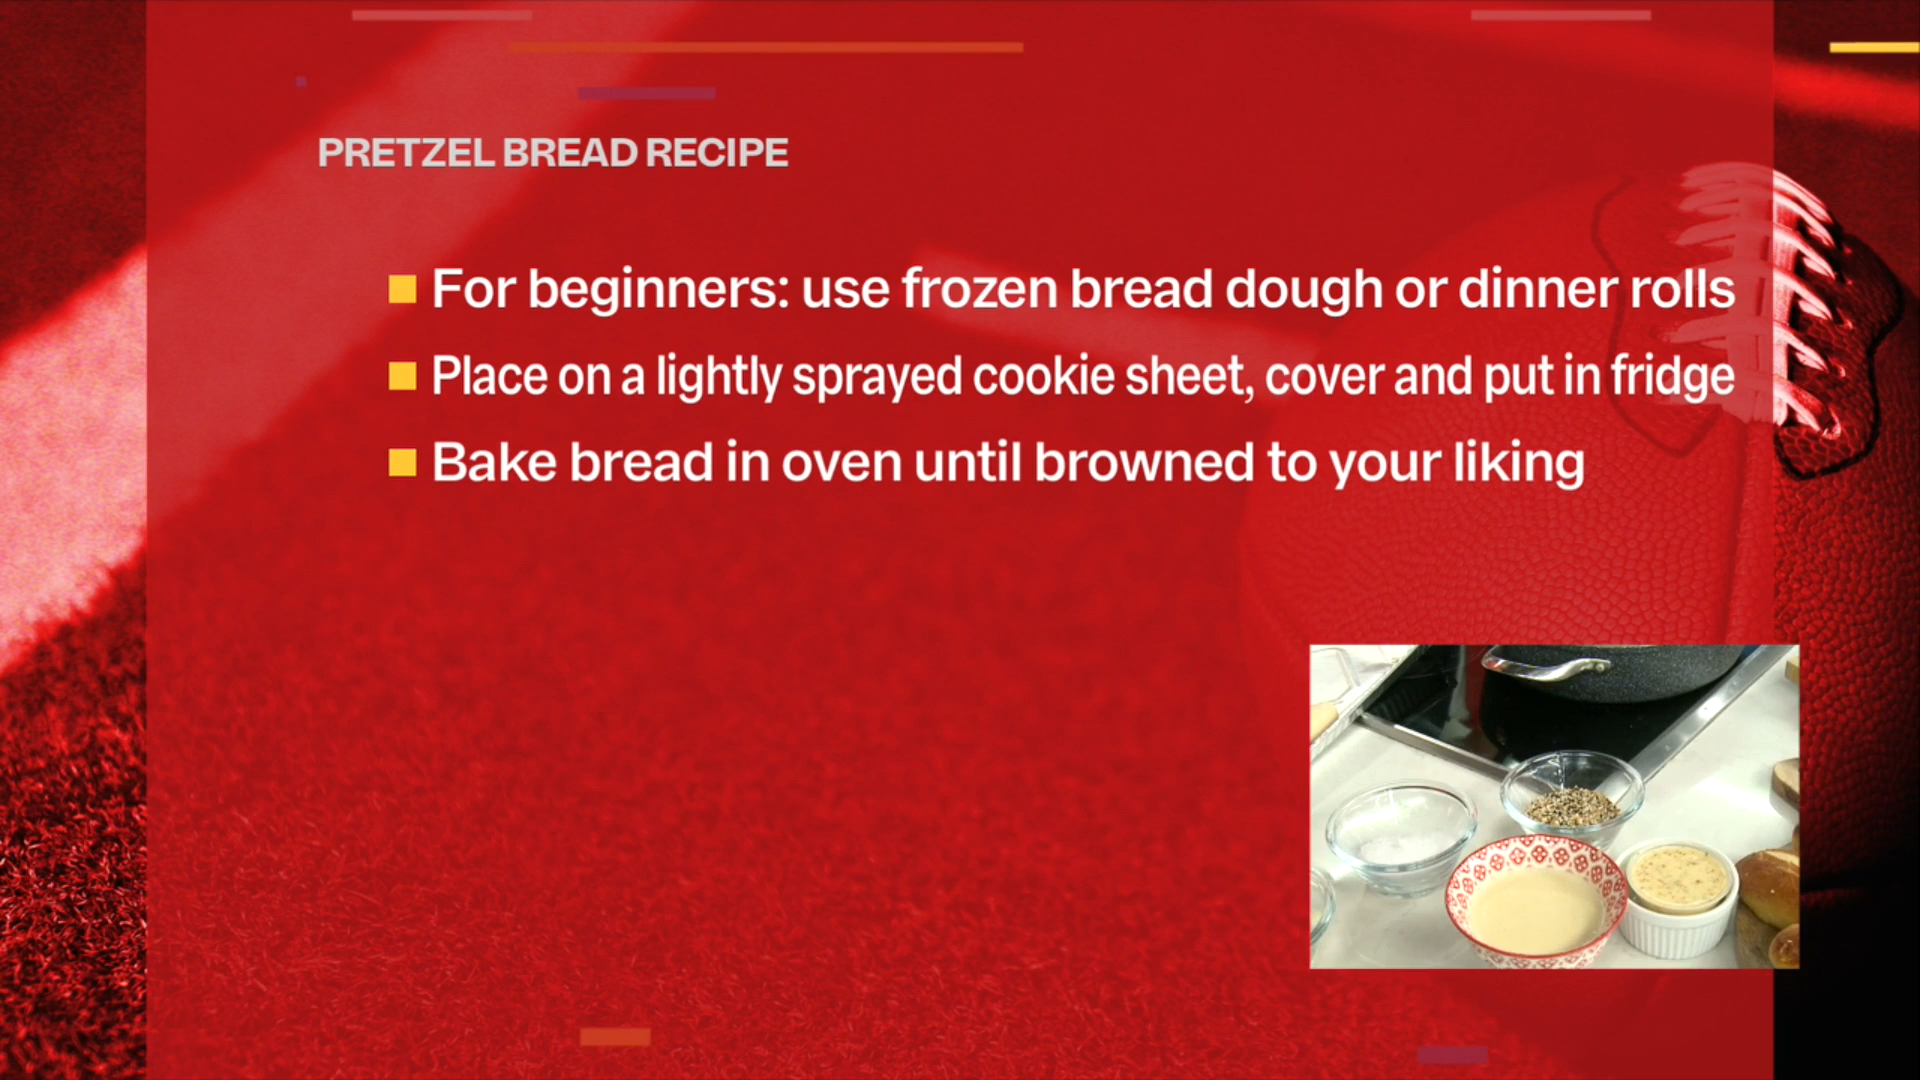 PRETZEL BREAD RECIPE
For beginners: use frozen bread dough or dinner rolls
Place on a lightly sprayed cookie sheet, cover and put in fridge
Bake bread in oven until browned to your liking